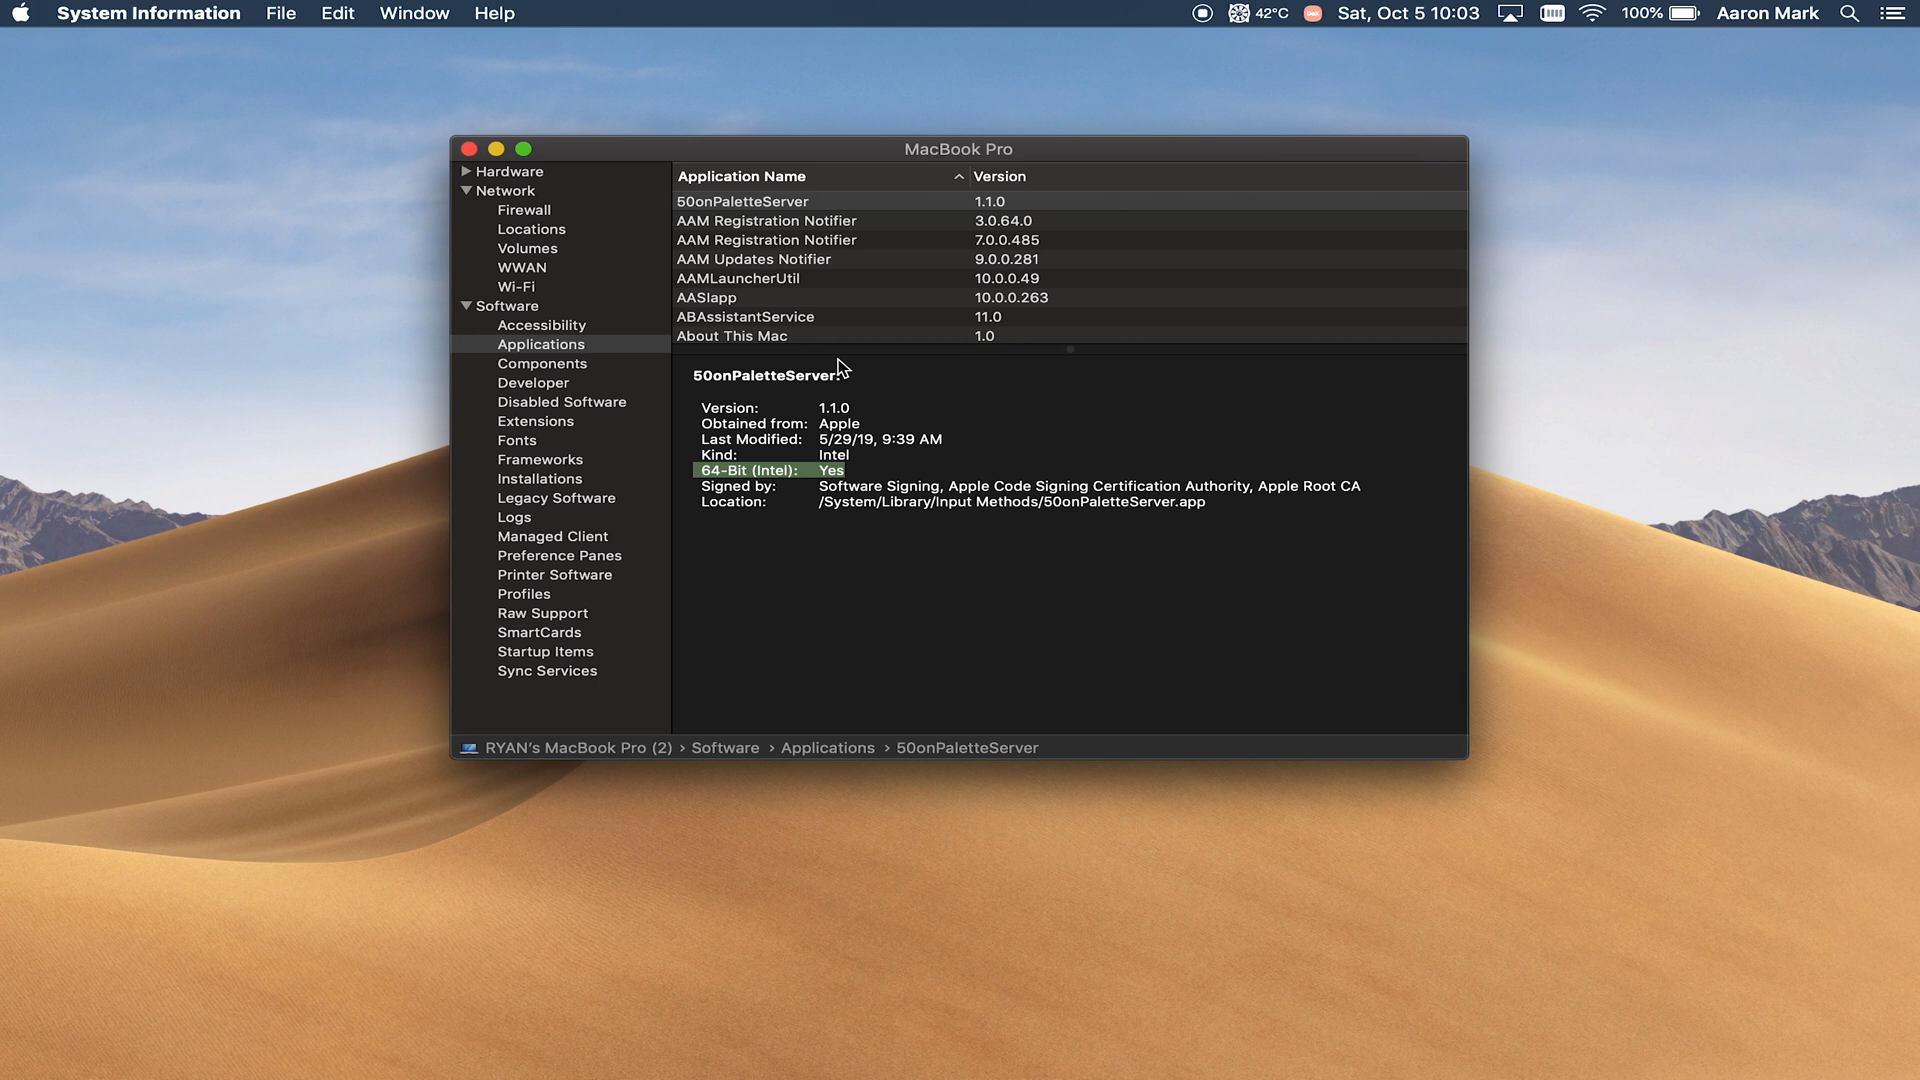 System Information File Edit Window Help 42°C Sat, Oct 5 10:03 100% Aaron Mark
MacBook Pro
Hardware
Network
Firewall
Locations
Volumes
WWAN
Wi-Fi
Software
Accessibility
Applications
Components
Developer
Disabled Software
Extensions
Fonts
Frameworks
Installations
Legacy Software
Logs
Managed Client
Preference Panes
Printer Software
Profiles
Raw Support
SmartCards
Startup Items
Sync Services
Application Name Version
50onPaletteServer 1.1.0
AAM Registration Notifier 3.0.64.0
AAM Registration Notifier 7.0.0.485
AAM Updates Notifier 9.0.0.281
AAMLauncherUtil 10.0.0.49
AASIapp 10.0.0.263
ABAssistantService 11.0
About This Mac 1.0
50onPaletteServer:
Version: 1.1.0
Obtained from: Apple
Last Modified: 5/29/19, 9:39 AM
Kind: Intel
64-Bit (Intel): Yes
Signed by: Software Signing, Apple Code Signing Certification Authority, Apple Root CA
Location: /System/Library/Input Methods/50onPaletteServer.app
RYAN's MacBook Pro (2) › Software › Applications › 50onPaletteServer